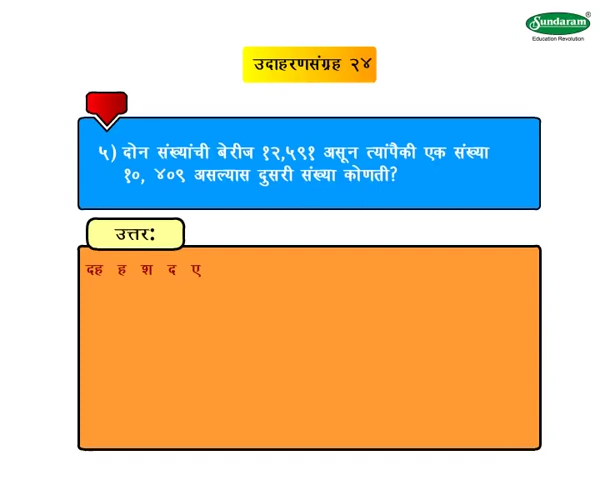 Sundaram®
Education Revolution
उदाहरणसंग्रह २४
५) दोन संख्यांची बेरीज १२,५९१ असून त्यांपैकी एक संख्या
१०, ४०९ असल्यास दुसरी संख्या कोणती?
उत्तर:
दह ह श द ए